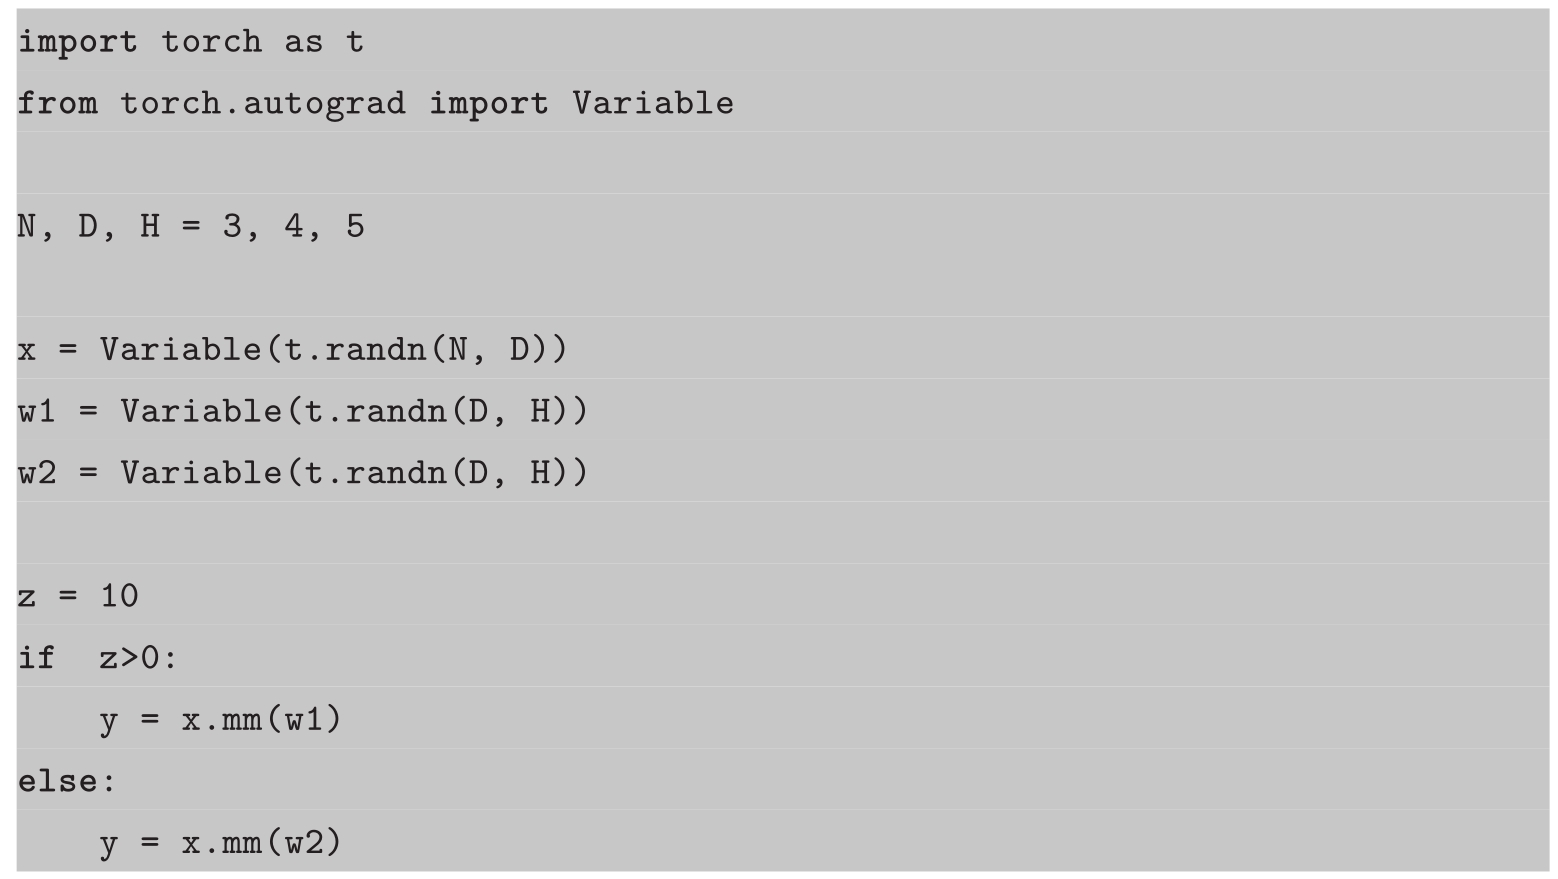 import torch as t
from torch.autograd import Variable
N, D, H = 3, 4, 5
x = Variable(t.randn(N, D))
w1 = Variable(t.randn(D, H))
w2 = Variable(t.randn(D, H))
z = 10
if  z>0:
    y = x.mm(w1)
else:
    y = x.mm(w2)